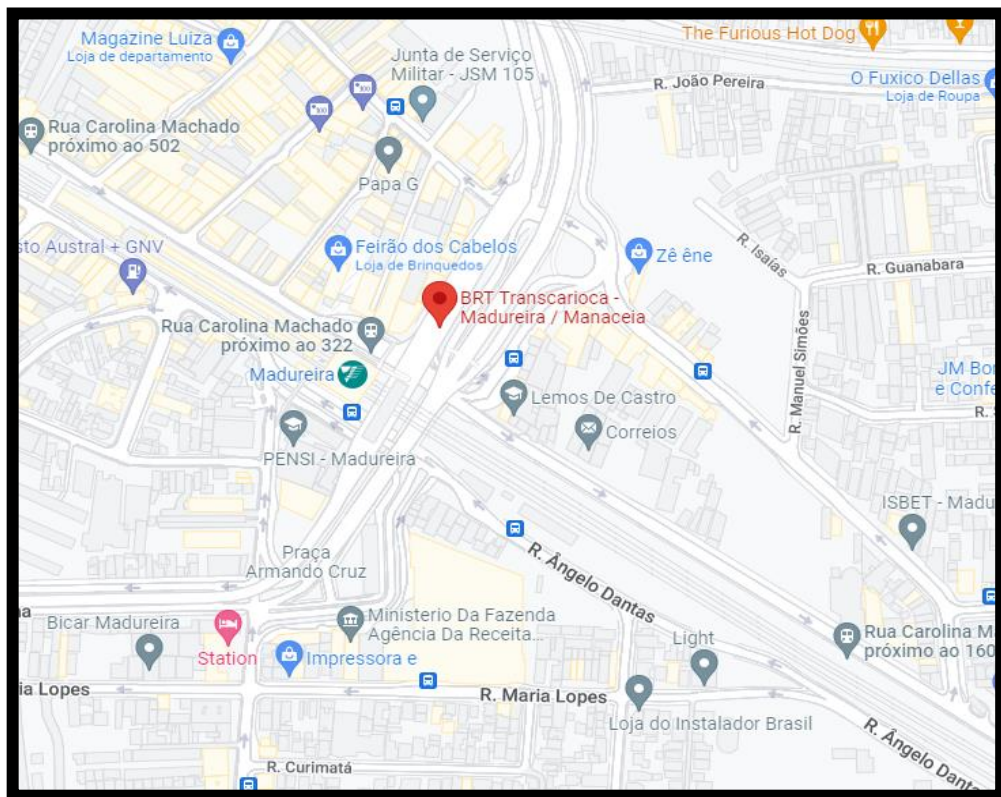 Magazine Luiza
Loja de departamento
Junta de Serviço
Militar - JSM 105
The Furious Hot Dog
R. João Pereira
O Fuxico Dellas
Loja de Roupa
Rua Carolina Machado
próximo ao 502
Papa G
R. Isaías
R. Guanabara
sto Austral + GNV
Feirão dos Cabelos
Loja de Brinquedos
Zê êne
BRT Transcarioca -
Madureira / Manaceia
Rua Carolina Machado
próximo ao 322
R. Manuel Simões
Madureira
JM Bor
e Confe
Lemos De Castro
R.
Correios
PENSI - Madureira
ISBET - Madu
Praça
Armando Cruz
R. Ângelo Dantas
na
Bicar Madureira
Ministerio Da Fazenda
Agência Da Receita...
Light
Rua Carolina M
próximo ao 160
Station
Impressora e
ia Lopes
R. Maria Lopes
Loja do Instalador Brasil
R. Ângelo Dantas
R. Curimatá